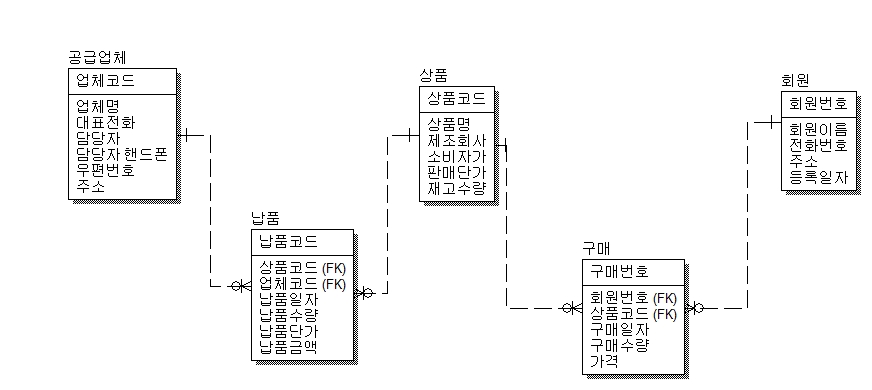 공급업체
업체코드
업체명
대표전화
담당자
담당자핸드폰
우편번호
주소
납품
납품코드
상품코드 (FK)
업체코드 (FK)
납품일자
납품수량
납품단가
납품금액
상품
상품코드
상품명
제조회사
소비자가
판매단가
재고수량
구매
구매번호
회원번호 (FK)
상품코드 (FK)
구매일자
구매수량
가격
회원
회원번호
회원이름
전화번호
주소
등록일자